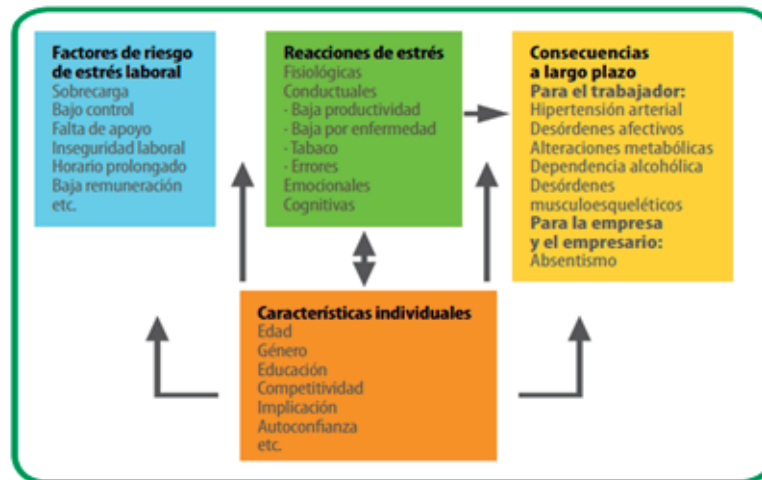 Factores de riesgo
de estrés laboral
Sobrecarga
Bajo control
Falta de apoyo
Inseguridad laboral
Horario prolongado
Baja remuneración
etc.
Reacciones de estrés
Fisiológicas
Conductuales
- Baja productividad
- Baja por enfermedad
- Tabaco
- Errores
Emocionales
Cognitivas
Consecuencias
a largo plazo
Para el trabajador:
Hipertensión arterial
Desórdenes afectivos
Alteraciones metabólicas
Dependencia alcohólica
Desórdenes
musculoesqueléticos
Para la empresa
y el empresario:
Absentismo
Características individuales
Edad
Género
Educación
Competitividad
Implicación
Autoconfianza
etc.